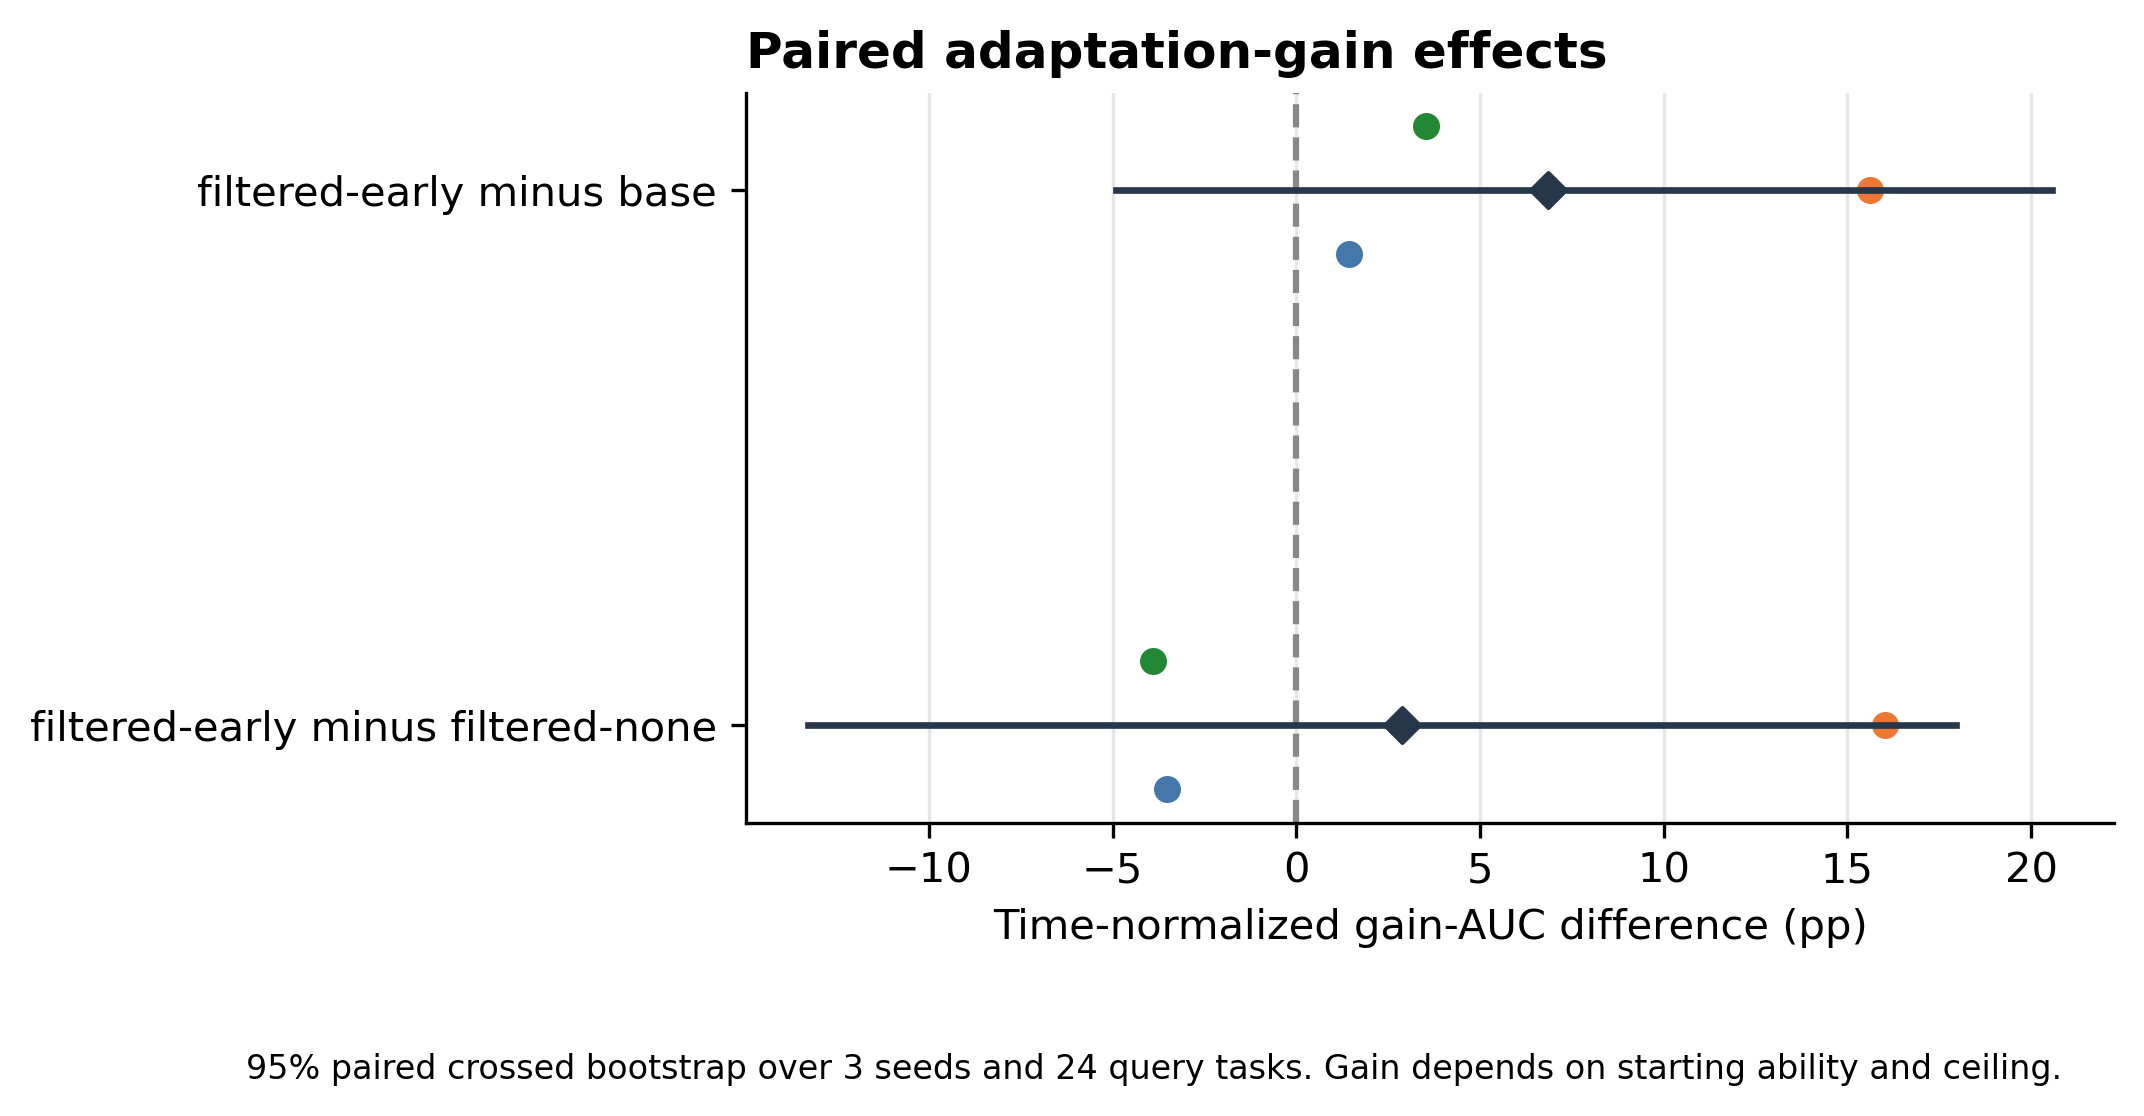 Paired adaptation-gain effects
filtered-early minus base
filtered-early minus filtered-none
−10 −5 0 5 10 15 20
Time-normalized gain-AUC difference (pp)
95% paired crossed bootstrap over 3 seeds and 24 query tasks. Gain depends on starting ability and ceiling.